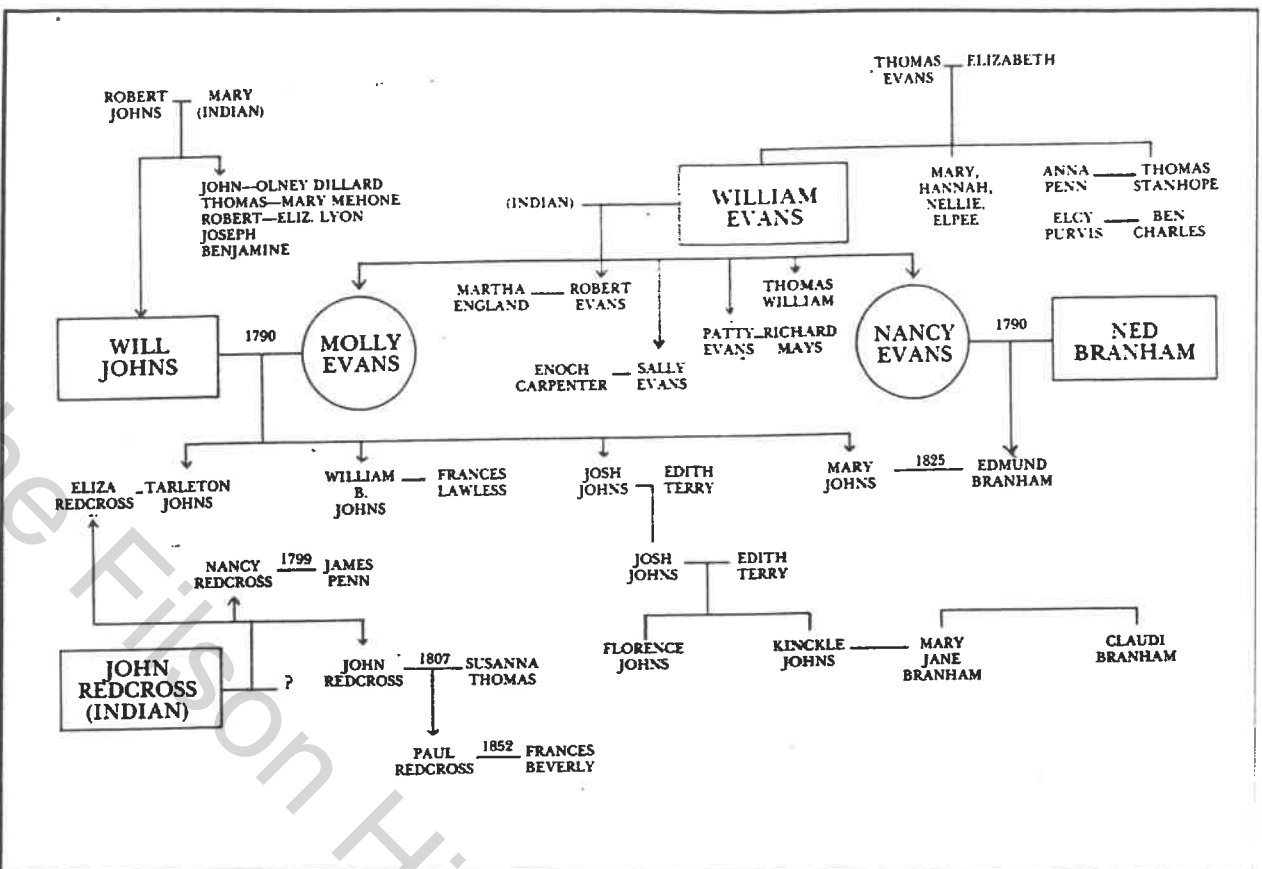 THOMAS EVANS
ELIZABETH
ROBERT JOHNS
MARY (INDIAN)
JOHN—OLNEY DILLARD
THOMAS—MARY MEHONE
ROBERT—ELIZ. LYON
JOSEPH
BENJAMINE
(INDIAN)
WILLIAM
EVANS
MARY,
HANNAH,
NELLIE,
ELPEE
ANNA
PENN
THOMAS
STANHOPE
ELCY
PURVIS
BEN
CHARLES
MARTHA
ENGLAND
ROBERT
EVANS
THOMAS
WILLIAM
PATTY
EVANS
RICHARD
MAYS
ENOCH
CARPENTER
SALLY
EVANS
WILL
JOHNS
1790
MOLLY
EVANS
NANCY
EVANS
1790
NED
BRANHAM
ELIZA
REDCROSS
TARLETON
JOHNS
WILLIAM
B.
JOHNS
FRANCES
LAWLESS
JOSH
JOHNS
EDITH
TERRY
MARY
JOHNS
1825
EDMUND
BRANHAM
NANCY
REDCROSS
1799
JAMES
PENN
JOSH
JOHNS
EDITH
TERRY
JOHN
REDCROSS
(INDIAN)
?
JOHN
REDCROSS
1807
SUSANNA
THOMAS
FLORENCE
JOHNS
KINCKLE
JOHNS
MARY
JANE
BRANHAM
CLAUDI
BRANHAM
PAUL
REDCROSS
1852
FRANCES
BEVERLY
he Filson Hi